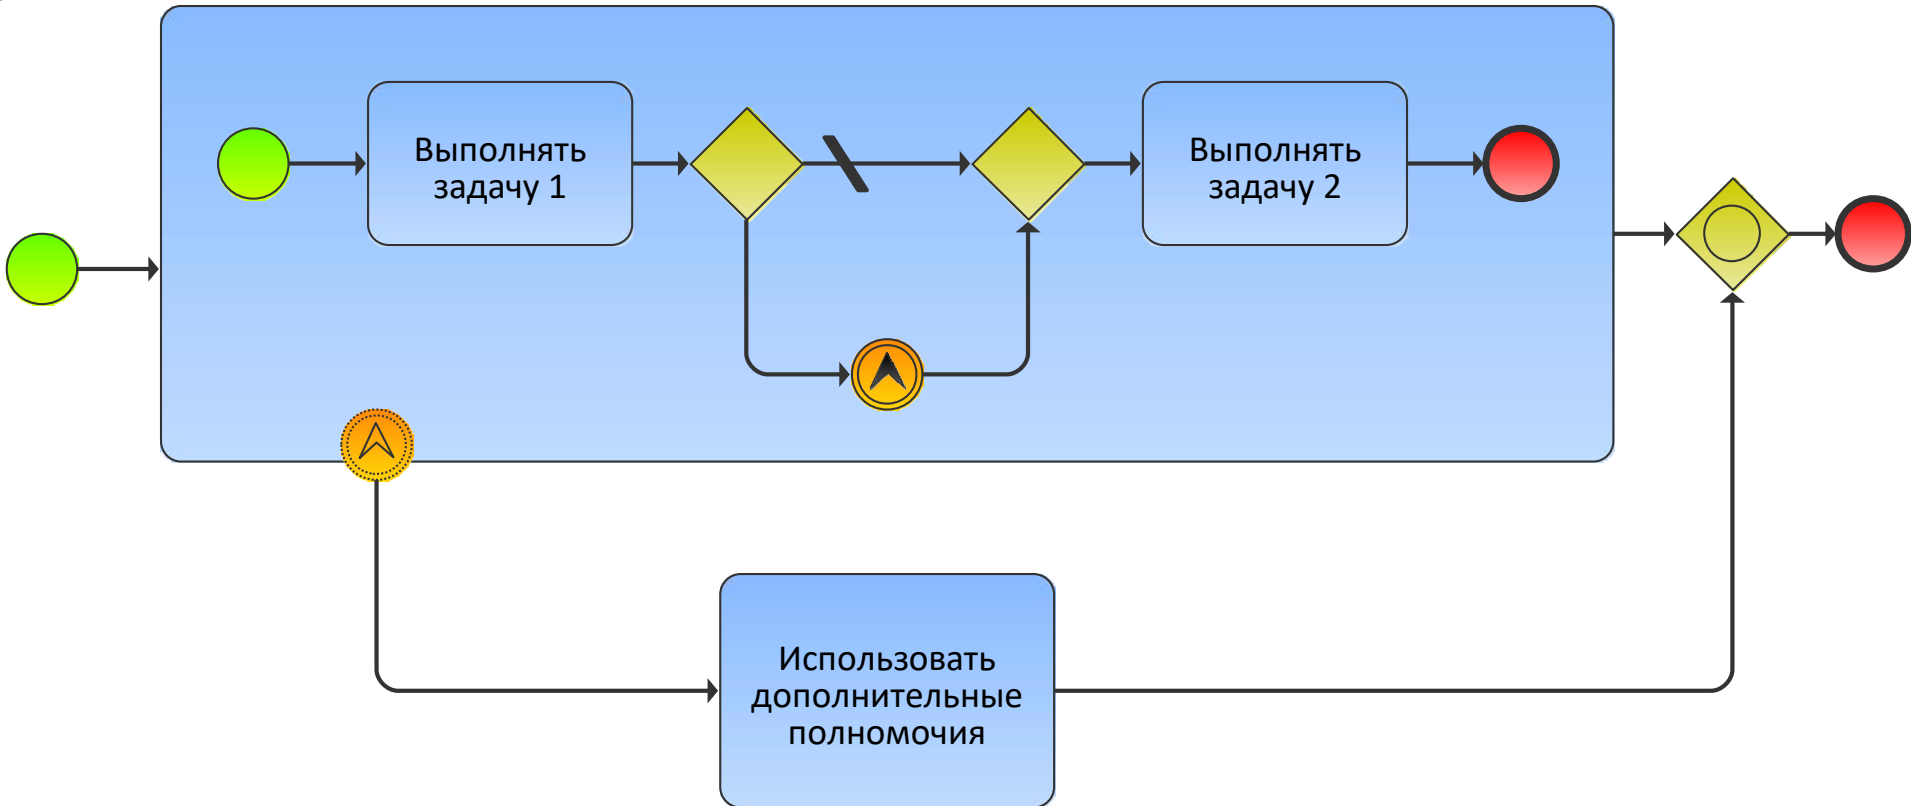 Выполнять
задачу 1
Выполнять
задачу 2
Использовать
дополнительные
полномочия